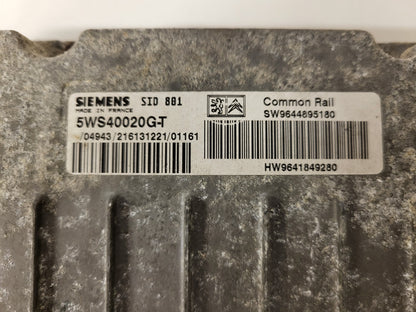 SIEMENS SID 801
MADE IN FRANCE
5WS40020G-T
/04943/216131221/01161
Common Rail
SW9644895180
HW9641849280